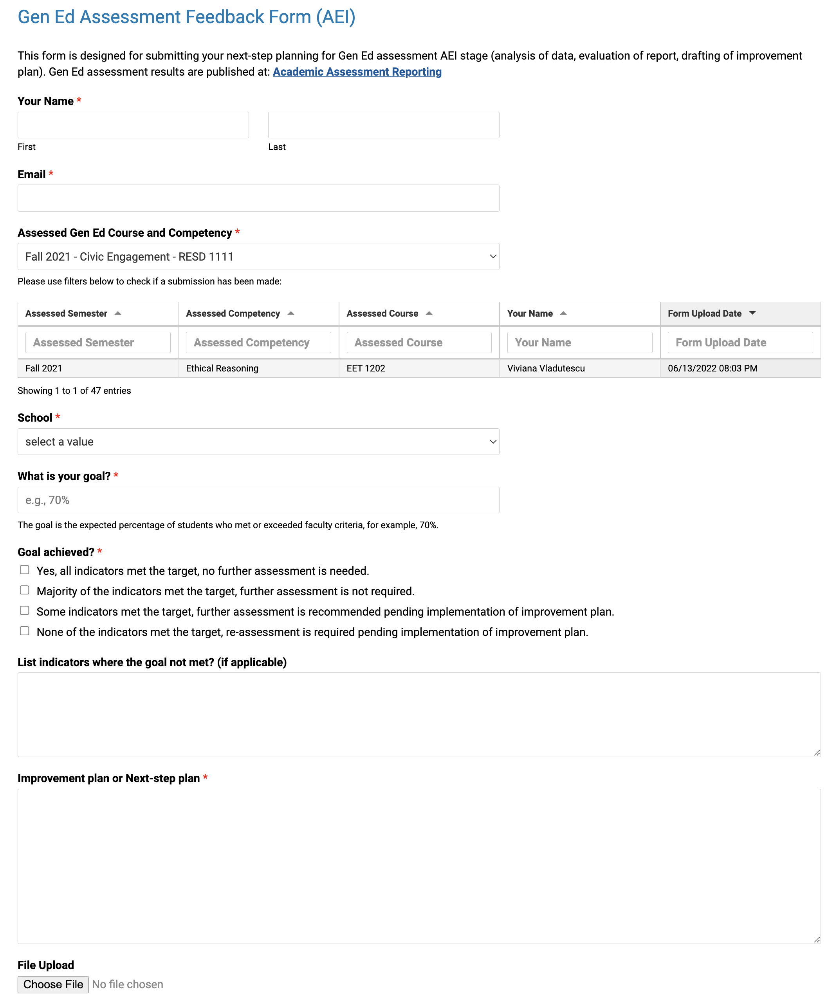 Gen Ed Assessment Feedback Form (AEI)
This form is designed for submitting your next-step planning for Gen Ed assessment AEI stage (analysis of data, evaluation of report, drafting of improvement
plan). Gen Ed assessment results are published at: Academic Assessment Reporting
Your Name *
First Last
Email *
Assessed Gen Ed Course and Competency *
Fall 2021 - Civic Engagement - RESD 1111
Please use filters below to check if a submission has been made:
Assessed Semester Assessed Competency Assessed Course Your Name Form Upload Date
Assessed Semester Assessed Competency Assessed Course Your Name Form Upload Date
Fall 2021 Ethical Reasoning EET 1202 Viviana Vladutescu 06/13/2022 08:03 PM
Showing 1 to 1 of 47 entries
School *
select a value
What is your goal? *
e.g., 70%
The goal is the expected percentage of students who met or exceeded faculty criteria, for example, 70%.
Goal achieved? *
Yes, all indicators met the target, no further assessment is needed.
Majority of the indicators met the target, further assessment is not required.
Some indicators met the target, further assessment is recommended pending implementation of improvement plan.
None of the indicators met the target, re-assessment is required pending implementation of improvement plan.
List indicators where the goal not met? (if applicable)
Improvement plan or Next-step plan *
File Upload
Choose File No file chosen